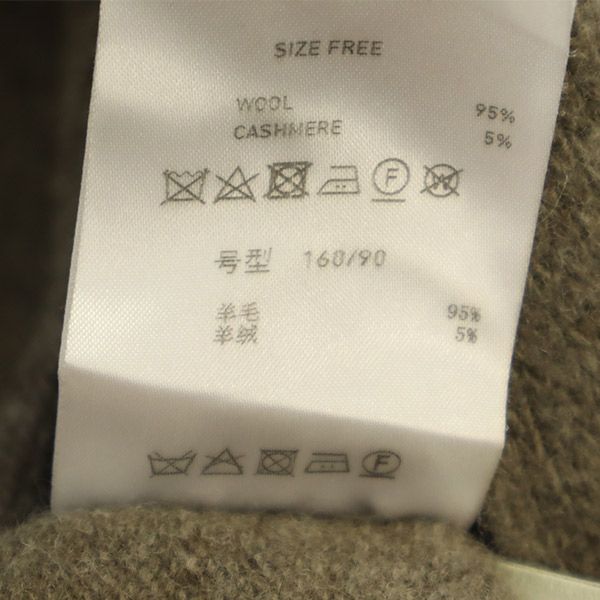 SIZE FREE
WOOL 95%
CASHMERE 5%
F W
号型 160/90
羊毛 95%
羊绒 5%
F